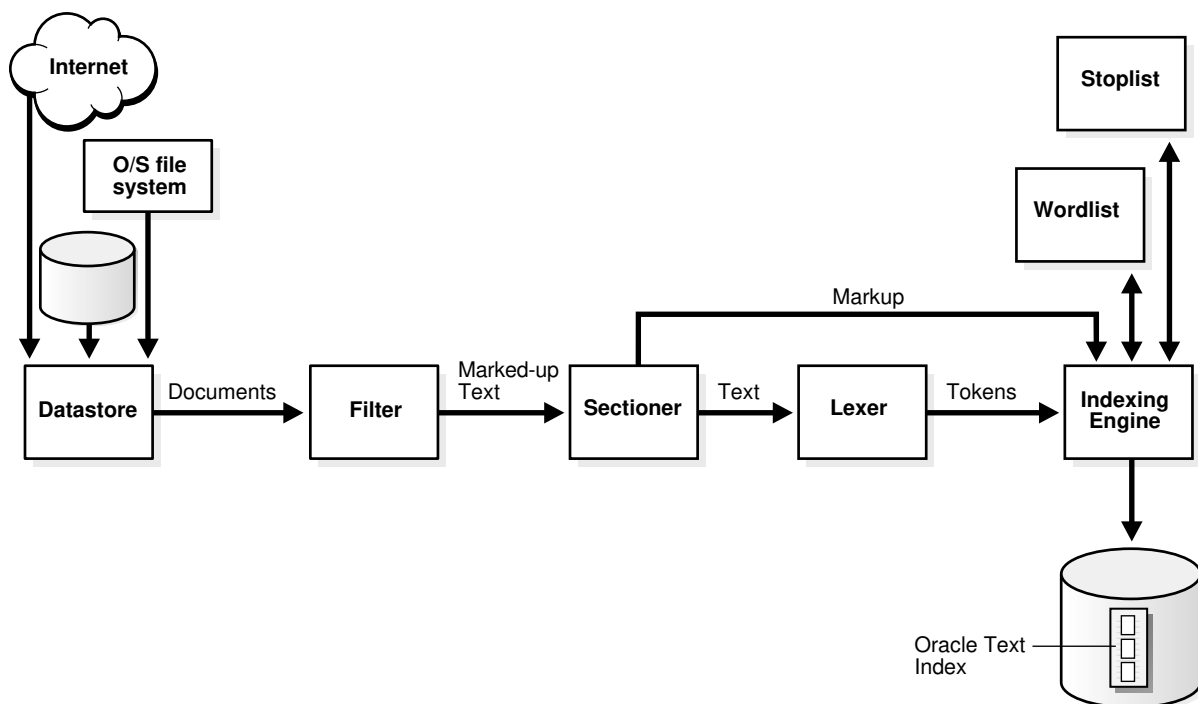 Internet
Stoplist
O/S file
system
Wordlist
Markup
Marked-up
Text
Documents
Text
Tokens
Datastore
Filter
Sectioner
Lexer
Indexing
Engine
Oracle Text
Index